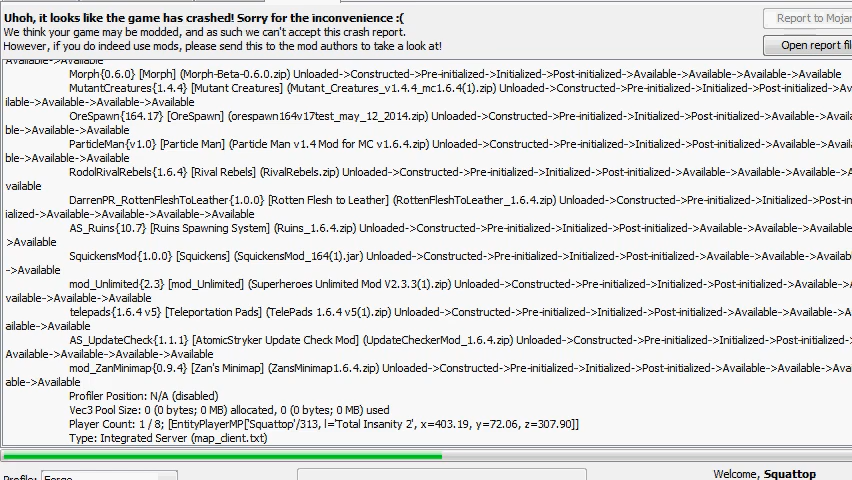 Uhoh, it looks like the game has crashed! Sorry for the inconvenience :(
Report to Mojan
We think your game may be modded, and as such we can't accept this crash report.
However, if you do indeed use mods, please send this to the mod authors to take a look at!
Open report fil
Available->Available
Morph{0.6.0} [Morph] (Morph-Beta-0.6.0.zip) Unloaded->Constructed->Pre-initialized->Initialized->Post-initialized->Available->Available->Available->Available
MutantCreatures{1.4.4} [Mutant Creatures] (Mutant_Creatures_v1.4.4_mc1.6.4(1).zip) Unloaded->Constructed->Pre-initialized->Initialized->Post-initialized->Ava
ilable->Available->Available->Available
OreSpawn{164.17} [OreSpawn] (orespawn164v17test_may_12_2014.zip) Unloaded->Constructed->Pre-initialized->Initialized->Post-initialized->Availa
ble->Available->Available
ParticleMan{v1.0} [Particle Man] (Particle Man v1.4 Mod for MC v1.6.4.zip) Unloaded->Constructed->Pre-initialized->Initialized->Post-initialized->Availa
ble->Available->Available
RodolRivalRebels{1.6.4} [Rival Rebels] (RivalRebels.zip) Unloaded->Constructed->Pre-initialized->Initialized->Post-initialized->Available->Available->A
vailable
DarrenPR_RottenFleshToLeather{1.0.0} [Rotten Flesh to Leather] (RottenFleshToLeather_1.6.4.zip) Unloaded->Constructed->Pre-initialized->Initialized->Post-in
ialized->Available->Available->Available->Available
AS_Ruins{10.7} [Ruins Spawning System] (Ruins_1.6.4.zip) Unloaded->Constructed->Pre-initialized->Initialized->Post-initialized->Available->Available-
>Available
SquickensMod{1.0.0} [Squickens] (SquickensMod_164(1).jar) Unloaded->Constructed->Pre-initialized->Initialized->Post-initialized->Available->Availabl
->Available
mod_Unlimited{2.3} [mod_Unlimited] (Superheroes Unlimited Mod V2.3.3(1).zip) Unloaded->Constructed->Pre-initialized->Initialized->Post-initialized->A
vailable->Available->Available
telepads{1.6.4 v5} [Teleportation Pads] (TelePads 1.6.4 v5(1).zip) Unloaded->Constructed->Pre-initialized->Initialized->Post-initialized->Available->Av
ailable->Available
AS_UpdateCheck{1.1.1} [AtomicStryker Update Check Mod] (UpdateCheckerMod_1.6.4.zip) Unloaded->Constructed->Pre-initialized->Initialized->Post-initialized->
Available->Available->Available->Available
mod_ZanMinimap{0.9.4} [Zan's Minimap] (ZansMinimap1.6.4.zip) Unloaded->Constructed->Pre-initialized->Initialized->Post-initialized->Available->Avail
able->Available
Profiler Position: N/A (disabled)
Vec3 Pool Size: 0 (0 bytes; 0 MB) allocated, 0 (0 bytes; 0 MB) used
Player Count: 1 / 8; [EntityPlayerMP['Squattop'/313, l='Total Insanity 2', x=403.19, y=72.06, z=307.90]]
Type: Integrated Server (map_client.txt)
Profile: Forge
Welcome, Squattop